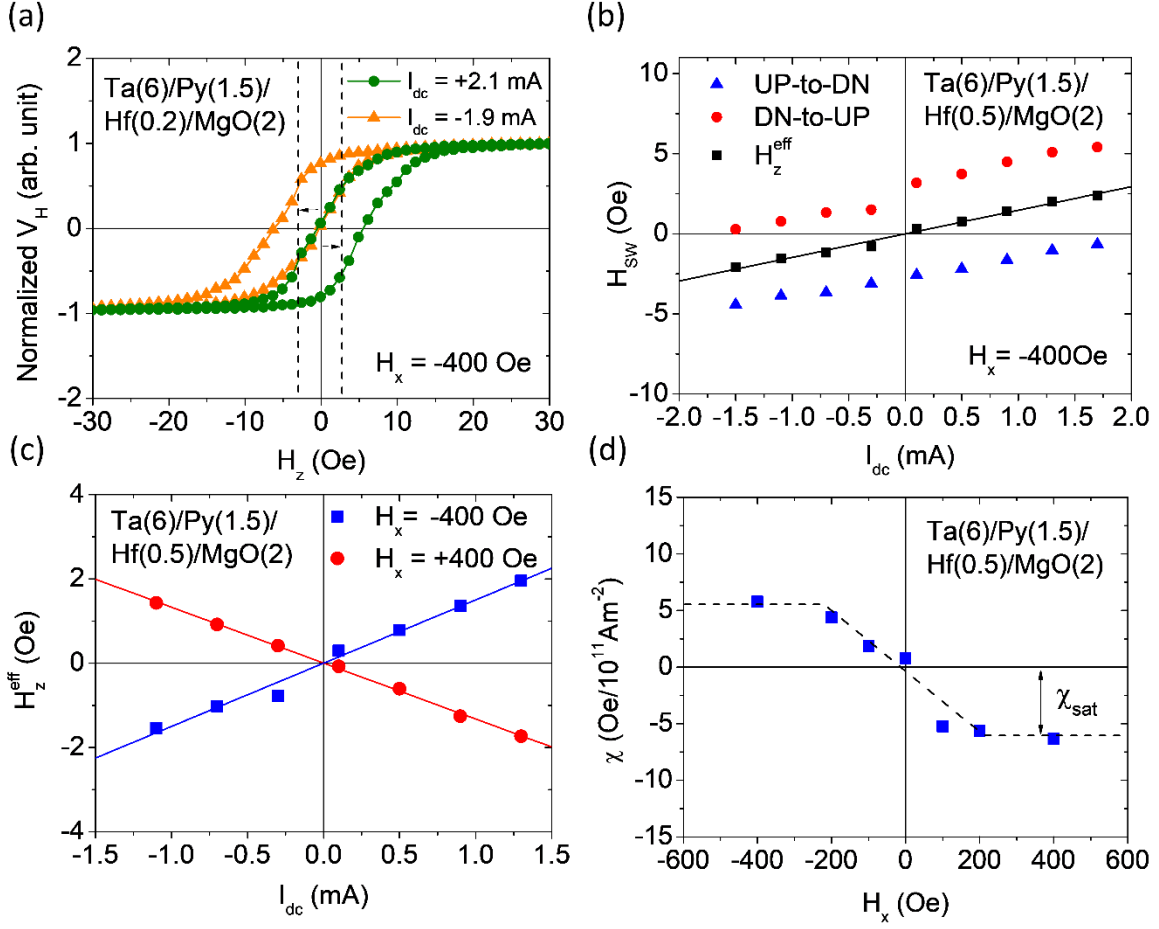 (a)
2
1
0
-1
-2
Normalized V_H (arb. unit)
Ta(6)/Py(1.5)/
Hf(0.2)/MgO(2)
I_dc = +2.1 mA
I_dc = -1.9 mA
H_x = -400 Oe
-30 -20 -10 0 10 20 30
H_z (Oe)
(b)
10
5
0
-5
-10
H_SW (Oe)
UP-to-DN
DN-to-UP
H_z^eff
Ta(6)/Py(1.5)/
Hf(0.5)/MgO(2)
H_x = -400Oe
-2.0 -1.5 -1.0 -0.5 0.0 0.5 1.0 1.5 2.0
I_dc (mA)
(c)
4
2
0
-2
-4
H_z^eff (Oe)
Ta(6)/Py(1.5)/
Hf(0.5)/MgO(2)
H_x= -400 Oe
H_x= +400 Oe
-1.5 -1.0 -0.5 0.0 0.5 1.0 1.5
I_dc (mA)
(d)
15
10
5
0
-5
-10
-15
χ (Oe/10^11Am^-2)
Ta(6)/Py(1.5)/
Hf(0.5)/MgO(2)
χ_sat
-600 -400 -200 0 200 400 600
H_x (Oe)